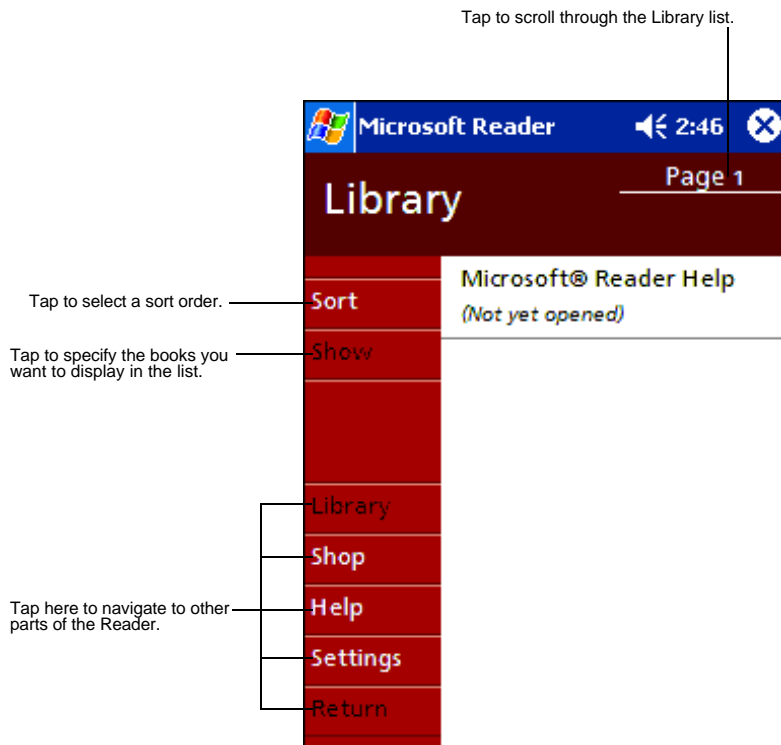 Tap to scroll through the Library list.
Microsoft Reader
2:46
Library
Page 1
Microsoft® Reader Help
(Not yet opened)
Tap to select a sort order.
Sort
Tap to specify the books you
want to display in the list.
Show
Library
Shop
Tap here to navigate to other
parts of the Reader.
Help
Settings
Return